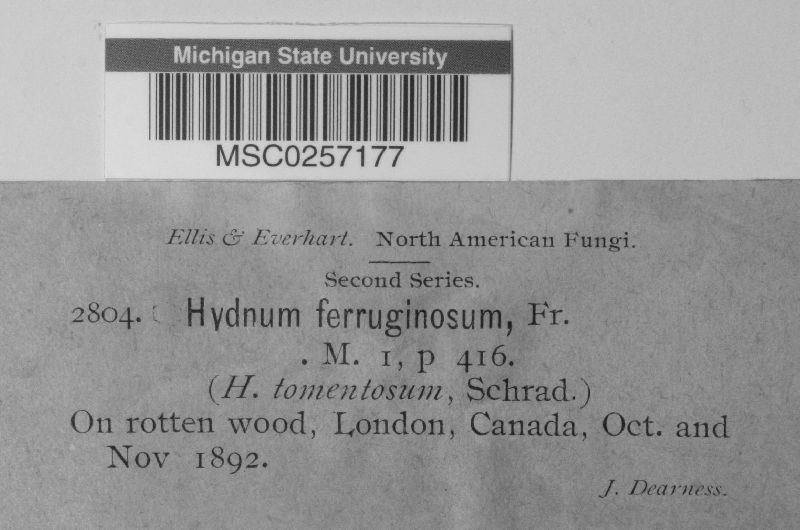 Michigan State University
MSC0257177
Ellis & Everhart. North American Fungi.
Second Series.
2804. Hydnum ferruginosum, Fr.
. M. 1, p 416.
(H. tomentosum, Schrad.)
On rotten wood, London, Canada, Oct. and
Nov 1892.
J. Dearness.